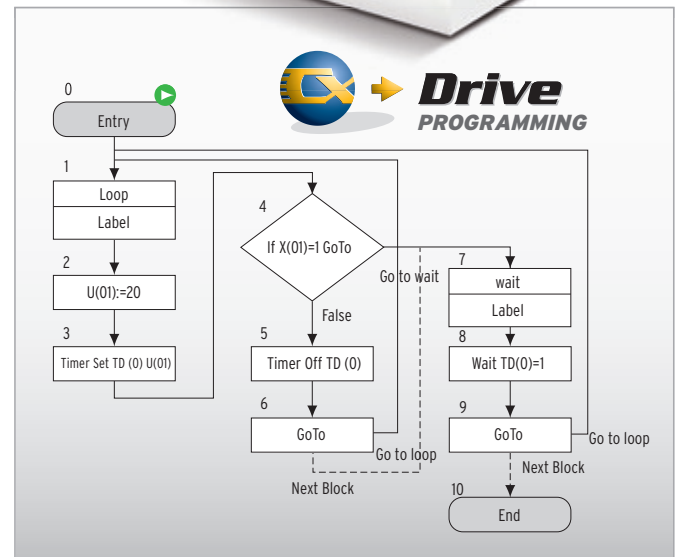 CX Drive
PROGRAMMING
0
Entry
1
Loop
Label
2
U(01):=20
3
Timer Set TD (0) U(01)
4
If X(01)=1 GoTo
Go to wait
False
5
Timer Off TD (0)
6
GoTo
Go to loop
Next Block
7
wait
Label
8
Wait TD(0)=1
9
GoTo
Go to loop
Next Block
10
End